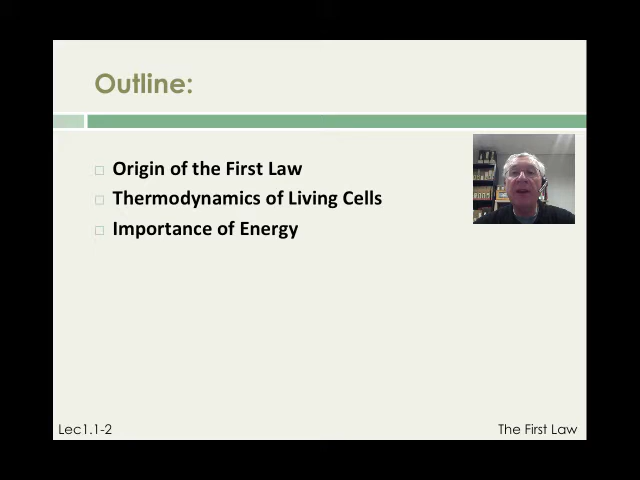 Outline:
Origin of the First Law
Thermodynamics of Living Cells
Importance of Energy
Lec1.1-2
The First Law